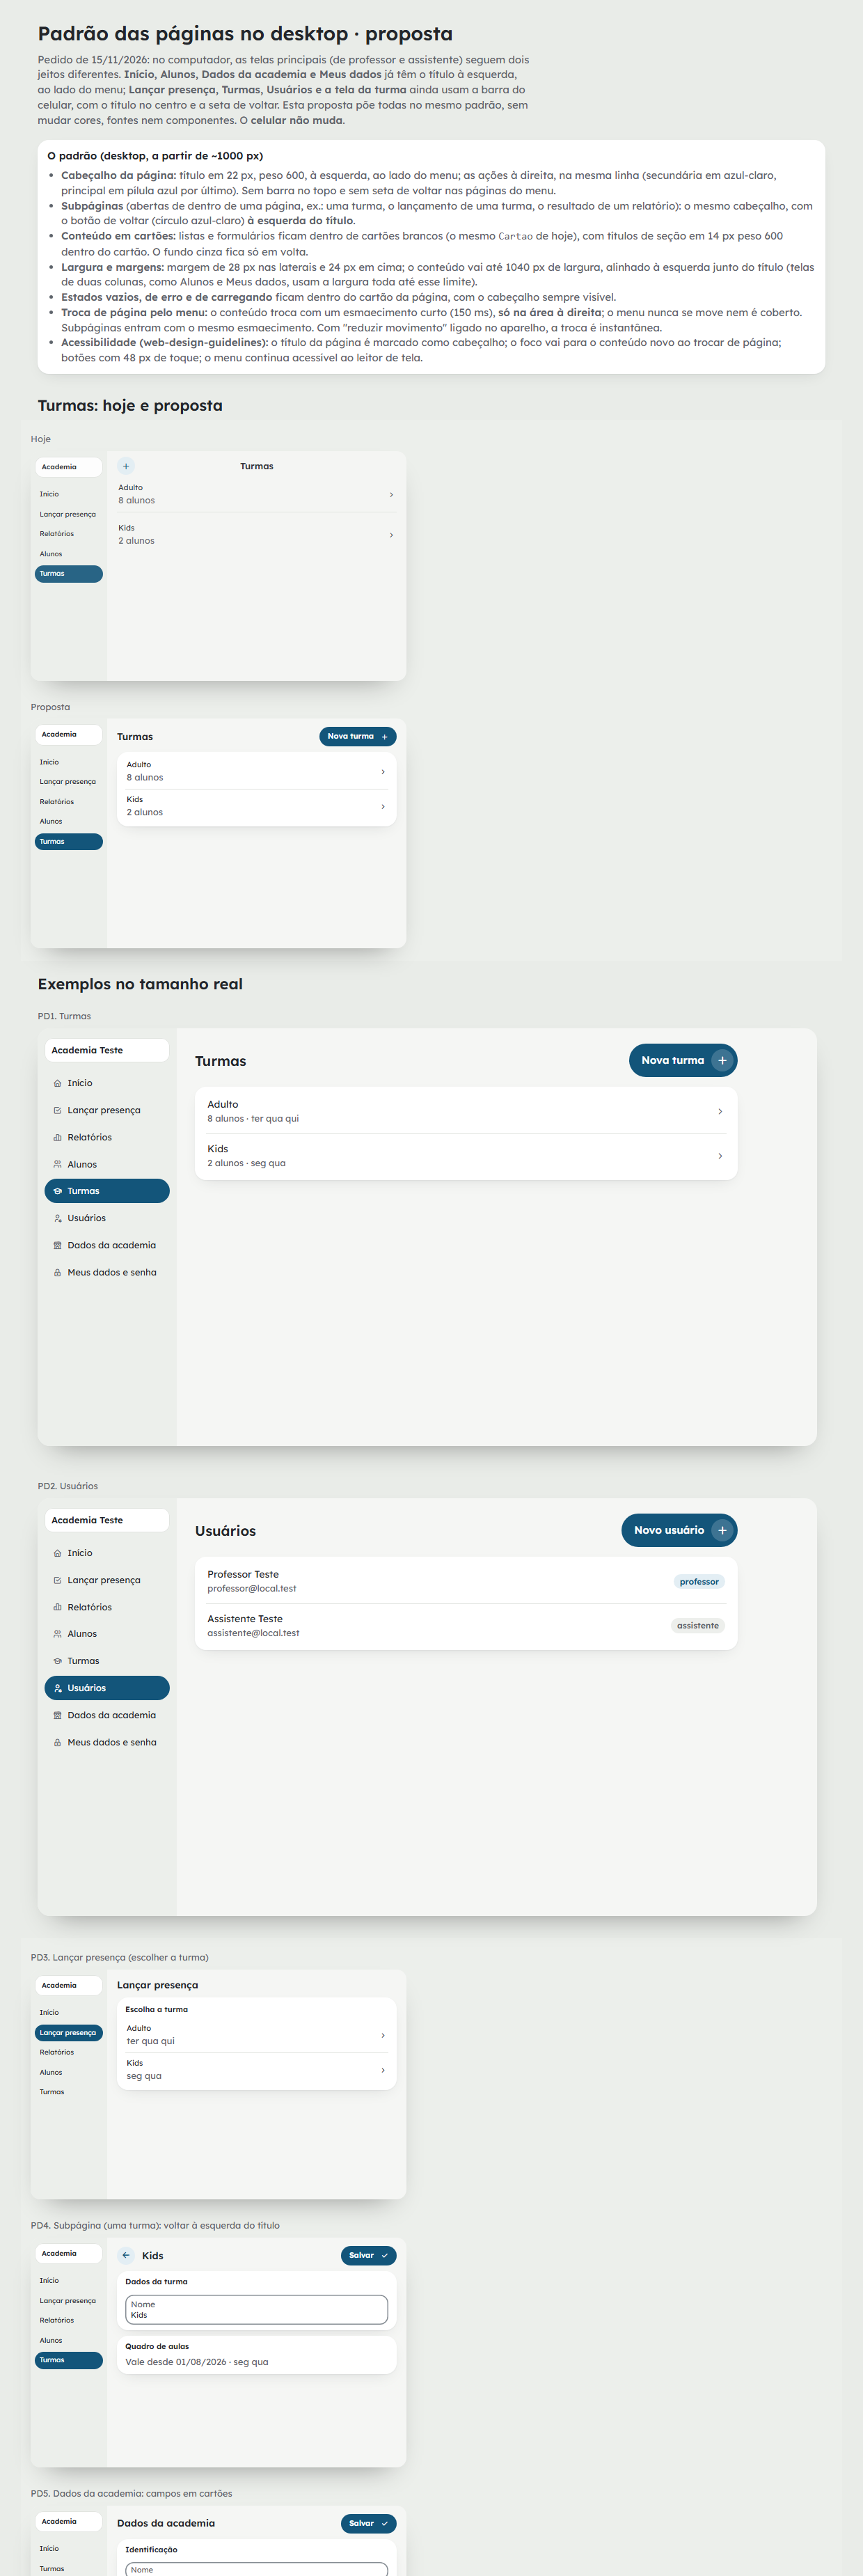 Padrão das páginas no desktop · proposta
Pedido de 15/11/2026: no computador, as telas principais (de professor e assistente) seguem dois
jeitos diferentes. Início, Alunos, Dados da academia e Meus dados já têm o título à esquerda,
ao lado do menu; Lançar presença, Turmas, Usuários e a tela da turma ainda usam a barra do
celular, com o título no centro e a seta de voltar. Esta proposta põe todas no mesmo padrão, sem
mudar cores, fontes nem componentes. O celular não muda.
O padrão (desktop, a partir de ~1000 px)
• Cabeçalho da página: título em 22 px, peso 600, à esquerda, ao lado do menu; as ações à direita, na mesma linha (secundária em azul-claro,
principal em pílula azul por último). Sem barra no topo e sem seta de voltar nas páginas do menu.
• Subpáginas (abertas de dentro de uma página, ex.: uma turma, o lançamento de uma turma, o resultado de um relatório): o mesmo cabeçalho, com
o botão de voltar (círculo azul-claro) à esquerda do título.
• Conteúdo em cartões: listas e formulários ficam dentro de cartões brancos (o mesmo Cartao de hoje), com títulos de seção em 14 px peso 600
dentro do cartão. O fundo cinza fica só em volta.
• Largura e margens: margem de 28 px nas laterais e 24 px em cima; o conteúdo vai até 1040 px de largura, alinhado à esquerda junto do título (telas
de duas colunas, como Alunos e Meus dados, usam a largura toda até esse limite).
• Estados vazios, de erro e de carregando ficam dentro do cartão da página, com o cabeçalho sempre visível.
• Troca de página pelo menu: o conteúdo troca com um esmaecimento curto (150 ms), só na área à direita; o menu nunca se move nem é coberto.
Subpáginas entram com o mesmo esmaecimento. Com "reduzir movimento" ligado no aparelho, a troca é instantânea.
• Acessibilidade (web-design-guidelines): o título da página é marcado como cabeçalho; o foco vai para o conteúdo novo ao trocar de página;
botões com 48 px de toque; o menu continua acessível ao leitor de tela.
Turmas: hoje e proposta
Hoje
Academia
Início
Lançar presença
Relatórios
Alunos
Turmas
+
Turmas
Adulto
8 alunos
Kids
2 alunos
Proposta
Academia
Início
Lançar presença
Relatórios
Alunos
Turmas
Turmas
Nova turma +
Adulto
8 alunos
Kids
2 alunos
Exemplos no tamanho real
PD1. Turmas
Academia Teste
Início
Lançar presença
Relatórios
Alunos
Turmas
Usuários
Dados da academia
Meus dados e senha
Turmas
Nova turma +
Adulto
8 alunos · ter qua qui
Kids
2 alunos · seg qua
PD2. Usuários
Academia Teste
Início
Lançar presença
Relatórios
Alunos
Turmas
Usuários
Dados da academia
Meus dados e senha
Usuários
Novo usuário +
Professor Teste
professor@local.test
professor
Assistente Teste
assistente@local.test
assistente
PD3. Lançar presença (escolher a turma)
Academia
Início
Lançar presença
Relatórios
Alunos
Turmas
Lançar presença
Escolha a turma
Adulto
ter qua qui
Kids
seg qua
PD4. Subpágina (uma turma): voltar à esquerda do título
Academia
Início
Lançar presença
Relatórios
Alunos
Turmas
Kids
Salvar
Dados da turma
Nome
Kids
Quadro de aulas
Vale desde 01/08/2026 · seg qua
PD5. Dados da academia: campos em cartões
Academia
Início
Turmas
Dados da academia
Salvar
Identificação
Nome